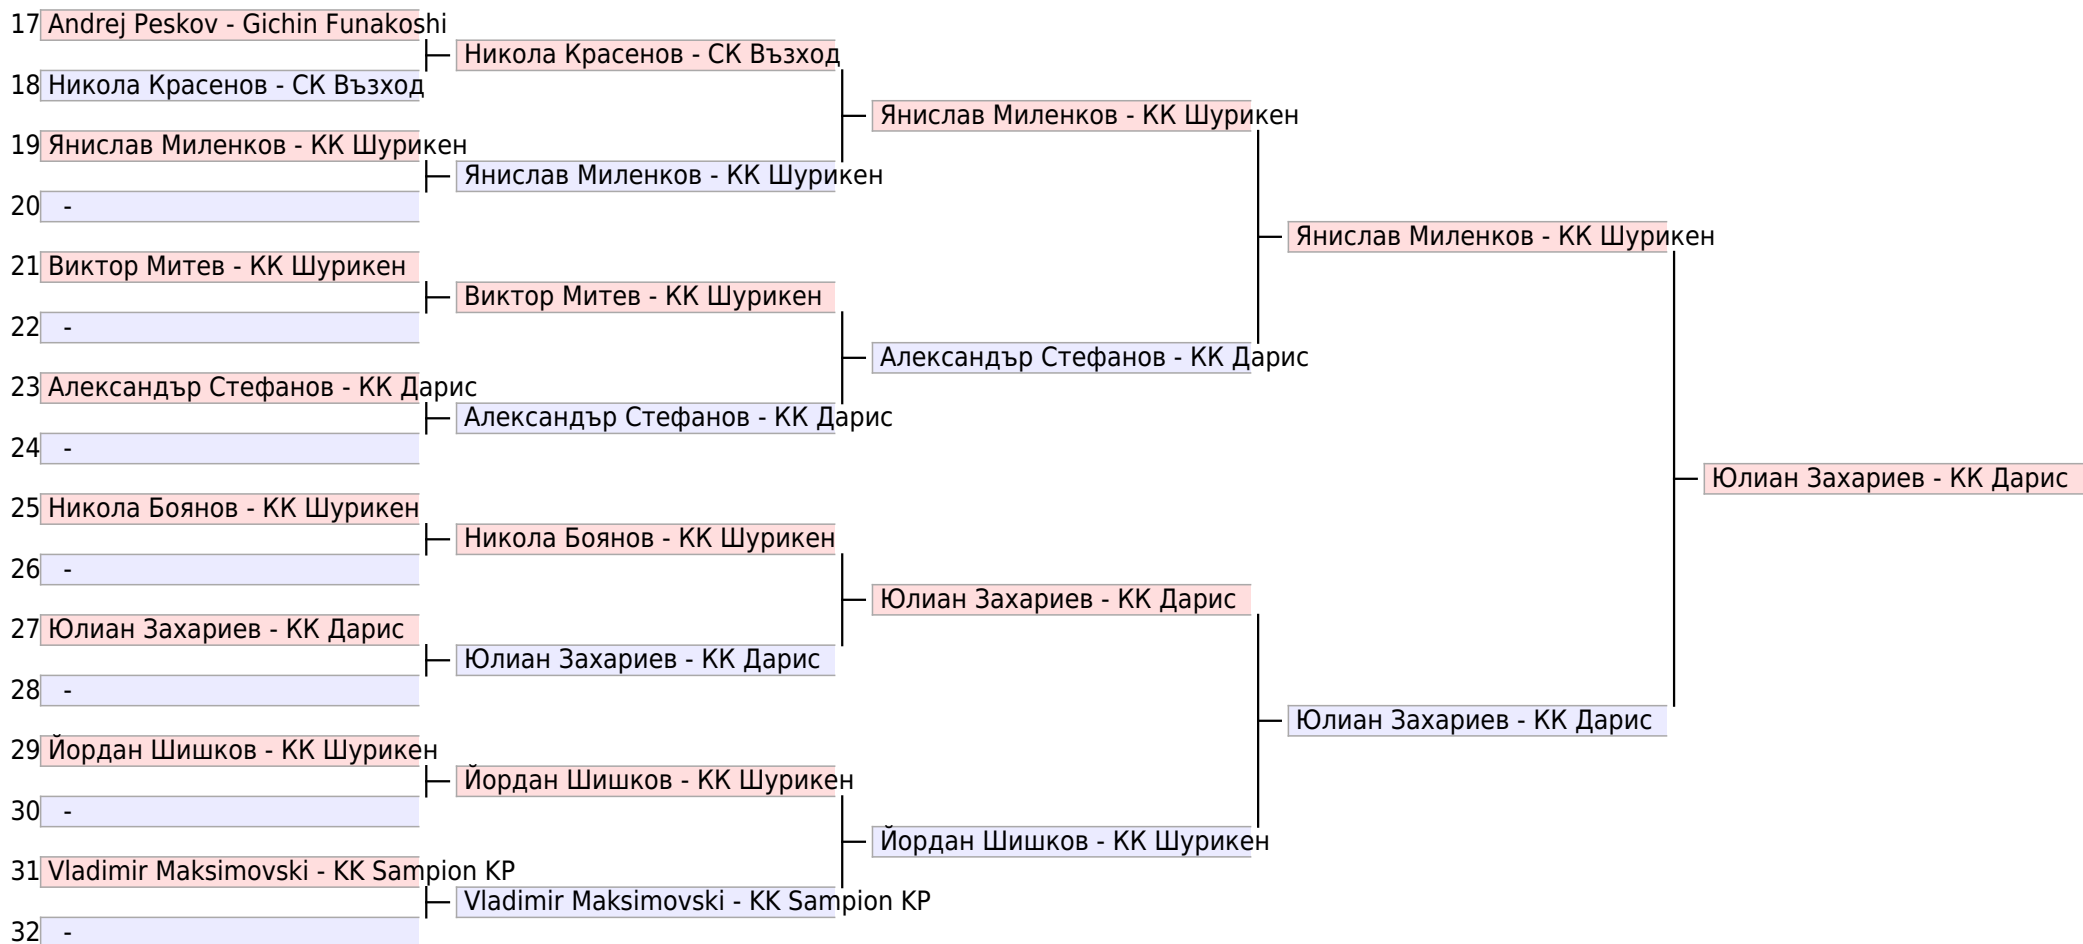 17 Andrej Peskov - Gichin Funakoshi
Никола Красенов - СК Възход
18 Никола Красенов - СК Възход
Янислав Миленков - КК Шурикен
19 Янислав Миленков - КК Шурикен
Янислав Миленков - КК Шурикен
20 -
Янислав Миленков - КК Шурикен
21 Виктор Митев - КК Шурикен
Виктор Митев - КК Шурикен
22 -
Александър Стефанов - КК Дарис
23 Александър Стефанов - КК Дарис
Александър Стефанов - КК Дарис
24 -
Юлиан Захариев - КК Дарис
25 Никола Боянов - КК Шурикен
Никола Боянов - КК Шурикен
26 -
Юлиан Захариев - КК Дарис
27 Юлиан Захариев - КК Дарис
Юлиан Захариев - КК Дарис
28 -
Юлиан Захариев - КК Дарис
29 Йордан Шишков - КК Шурикен
Йордан Шишков - КК Шурикен
30 -
Йордан Шишков - КК Шурикен
31 Vladimir Maksimovski - KK Sampion KP
Vladimir Maksimovski - KK Sampion KP
32 -